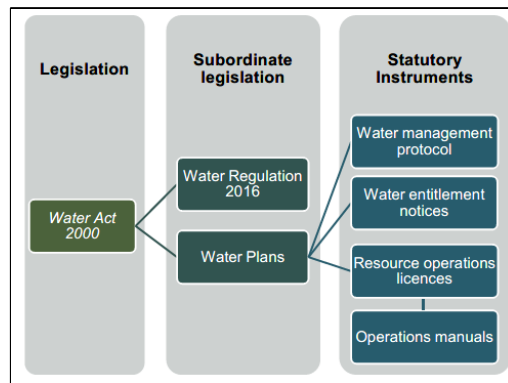 Legislation
Subordinate
legislation
Statutory
Instruments
Water Act
2000
Water Regulation
2016
Water Plans
Water management
protocol
Water entitlement
notices
Resource operations
licences
Operations manuals